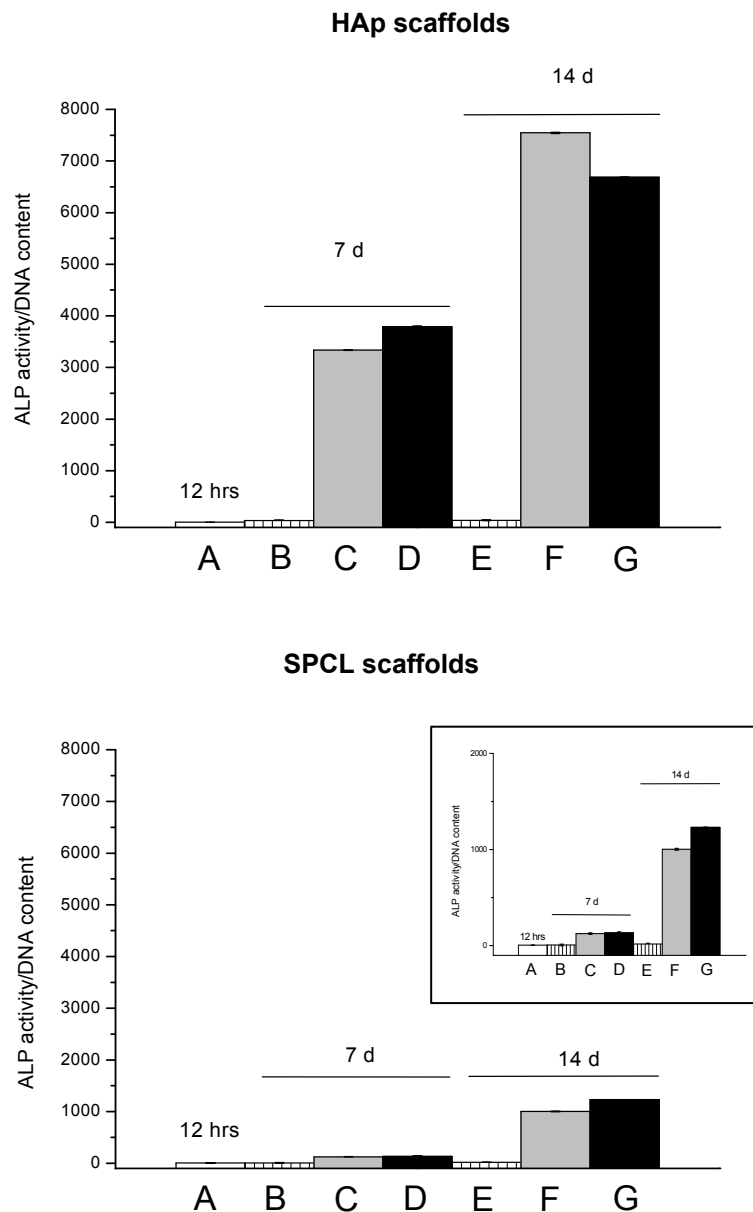 HAp scaffolds
14 d
8000
7000
6000
5000
7 d
4000
3000
2000
1000
12 hrs
0
ALP activity/DNA content
A B C D E F G
SPCL scaffolds
8000
7000
6000
5000
4000
3000
2000
1000
0
ALP activity/DNA content
7 d
14 d
12 hrs
A B C D E F G
2000
14 d
1000
7 d
12 hrs
0
ALP activity/DNA content
A B C D E F G